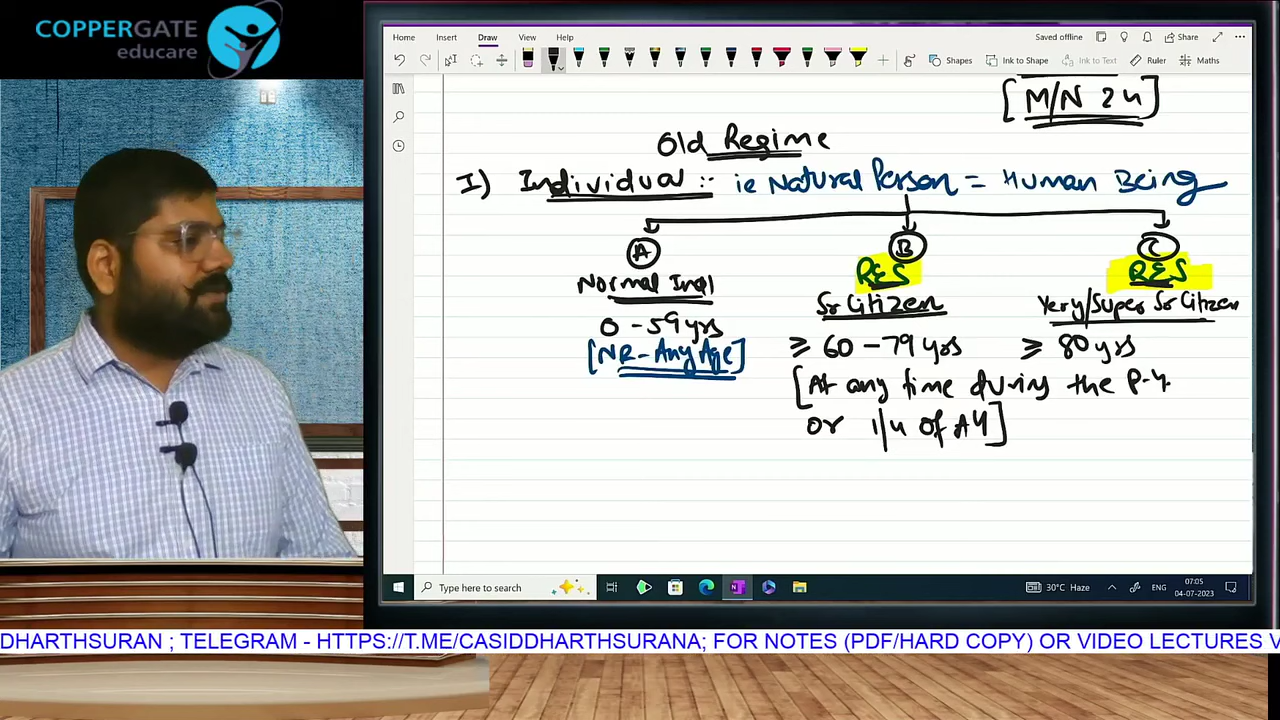 COPPERGATE
educare
Home Insert Draw View Help
Saved offline
Share
Shapes
Ink to Shape
Ink to Text
Ruler
Maths
[M/N 24]
Old Regime
I) Individual :- ie Natural Person = Human Being
A B C
Normal Indl
RES
RES
Sr Citizen
Very/Super Sr Citizen
0 - 59 yrs
≥ 60 - 79 yrs
≥ 80 yrs
[NR - Any Age]
[At any time during the P.Y.
or 1/4 of AY]
Type here to search
30°C Haze
ENG
07:05
04-07-2023
DHARTHSURAN ; TELEGRAM - HTTPS://T.ME/CASIDDHARTHSURANA; FOR NOTES (PDF/HARD COPY) OR VIDEO LECTURES V